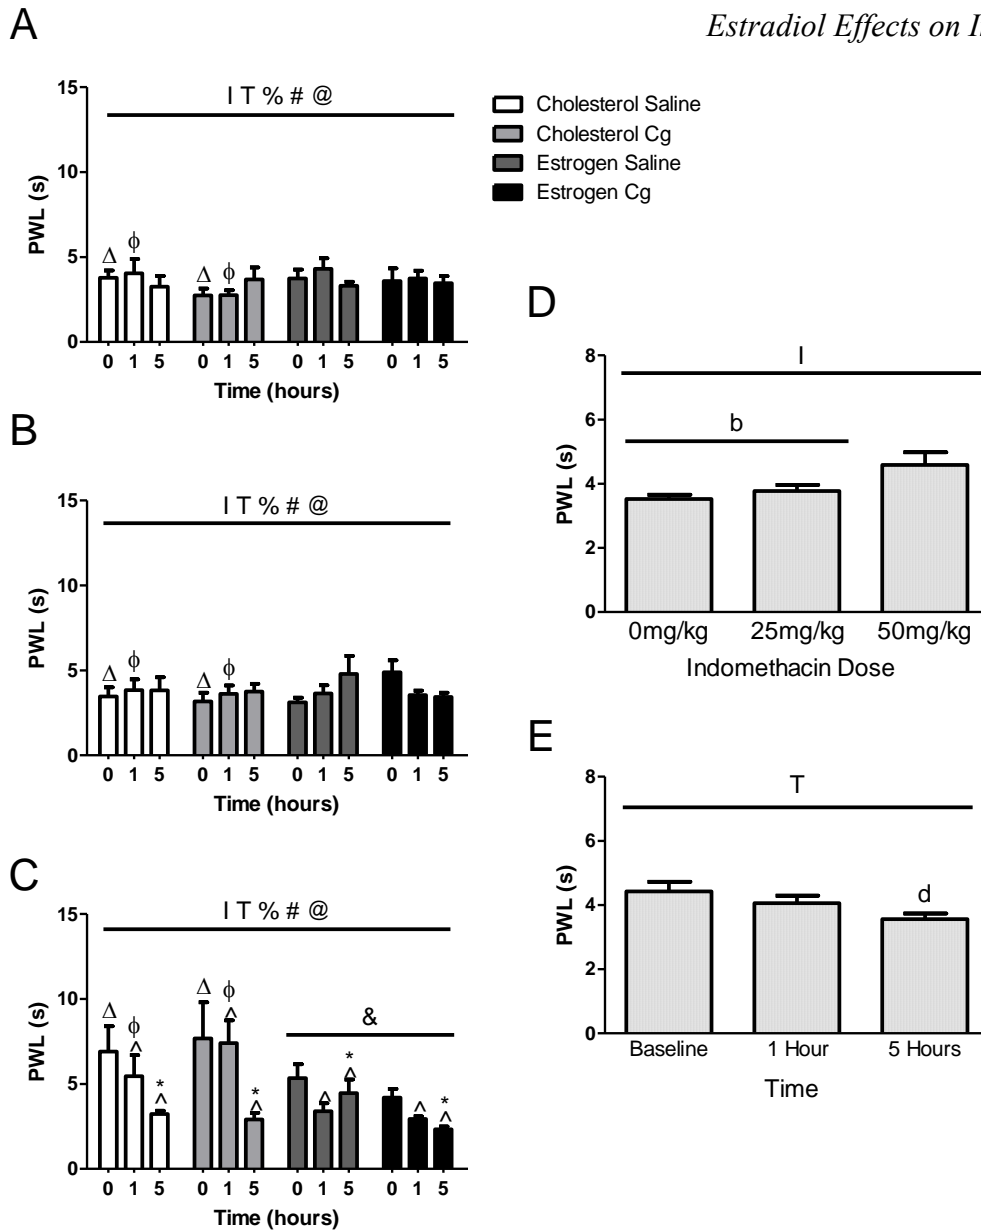 A
Estradiol Effects on I
15
10
5
0
PWL (s)
I T % # @
Δ ϕ Δ ϕ
0 1 5 0 1 5 0 1 5 0 1 5
Time (hours)
Cholesterol Saline
Cholesterol Cg
Estrogen Saline
Estrogen Cg
B
15
10
5
0
PWL (s)
I T % # @
Δ ϕ Δ ϕ
0 1 5 0 1 5 0 1 5 0 1 5
Time (hours)
C
15
10
5
0
PWL (s)
I T % # @
&
Δ ϕ Δ ϕ
^ * ^ ^ * ^ ^ * ^ ^ * ^
0 1 5 0 1 5 0 1 5 0 1 5
Time (hours)
D
8
6
4
2
0
PWL (s)
I
b
0mg/kg 25mg/kg 50mg/kg
Indomethacin Dose
E
8
6
4
2
0
PWL (s)
T
d
Baseline 1 Hour 5 Hours
Time